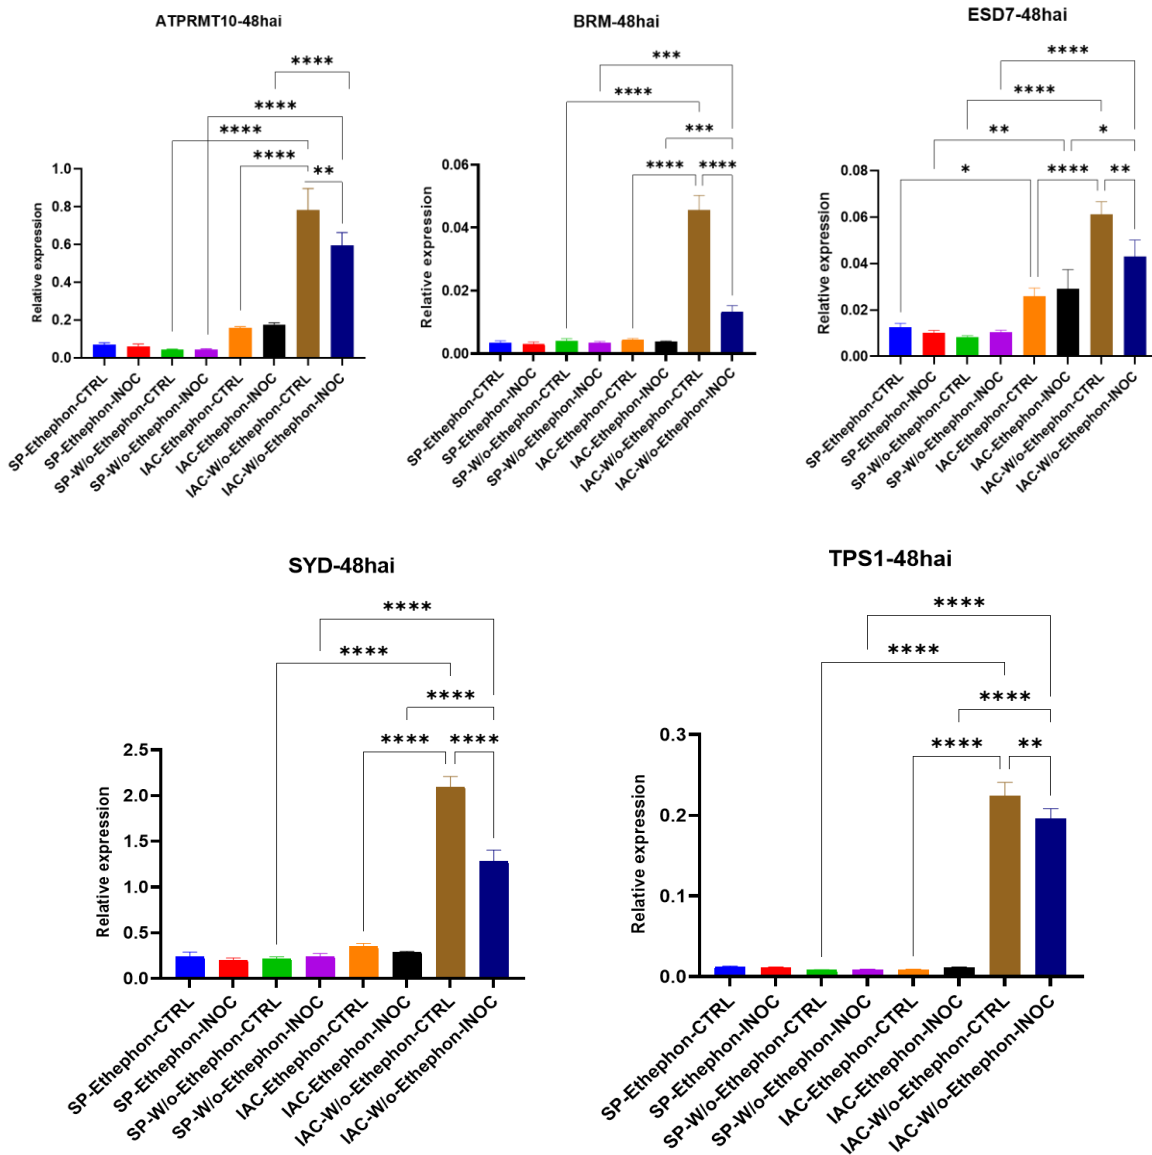 ATPRMT10-48hai
****
****
****
****
**
Relative expression
1.0
0.8
0.6
0.4
0.2
0.0
SP-Ethephon-CTRL
SP-Ethephon-INOC
SP-W/o-Ethephon-CTRL
SP-W/o-Ethephon-INOC
IAC-Ethephon-CTRL
IAC-Ethephon-INOC
IAC-W/o-Ethephon-CTRL
IAC-W/o-Ethephon-INOC
BRM-48hai
***
****
***
****
****
Relative expression
0.06
0.04
0.02
0.00
SP-Ethephon-CTRL
SP-Ethephon-INOC
SP-W/o-Ethephon-CTRL
SP-W/o-Ethephon-INOC
IAC-Ethephon-CTRL
IAC-Ethephon-INOC
IAC-W/o-Ethephon-CTRL
IAC-W/o-Ethephon-INOC
ESD7-48hai
****
****
**
*
*
****
**
Relative expression
0.08
0.06
0.04
0.02
0.00
SP-Ethephon-CTRL
SP-Ethephon-INOC
SP-W/o-Ethephon-CTRL
SP-W/o-Ethephon-INOC
IAC-Ethephon-CTRL
IAC-Ethephon-INOC
IAC-W/o-Ethephon-CTRL
IAC-W/o-Ethephon-INOC
SYD-48hai
****
****
****
****
****
Relative expression
2.5
2.0
1.5
1.0
0.5
0.0
SP-Ethephon-CTRL
SP-Ethephon-INOC
SP-W/o-Ethephon-CTRL
SP-W/o-Ethephon-INOC
IAC-Ethephon-CTRL
IAC-Ethephon-INOC
IAC-W/o-Ethephon-CTRL
IAC-W/o-Ethephon-INOC
TPS1-48hai
****
****
****
****
**
Relative expression
0.3
0.2
0.1
0.0
SP-Ethephon-CTRL
SP-Ethephon-INOC
SP-W/o-Ethephon-CTRL
SP-W/o-Ethephon-INOC
IAC-Ethephon-CTRL
IAC-Ethephon-INOC
IAC-W/o-Ethephon-CTRL
IAC-W/o-Ethephon-INOC